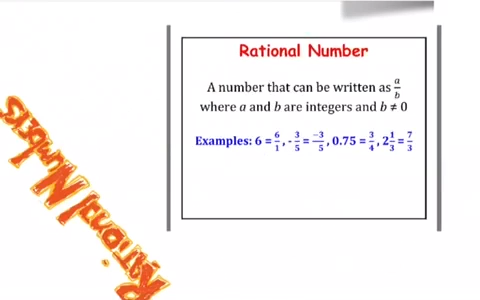 Rational Number
A number that can be written as a/b
where a and b are integers and b ≠ 0
Examples: 6 = 6/1, -3/5 = -3/5, 0.75 = 3/4, 2 1/3 = 7/3
Rational Numbers